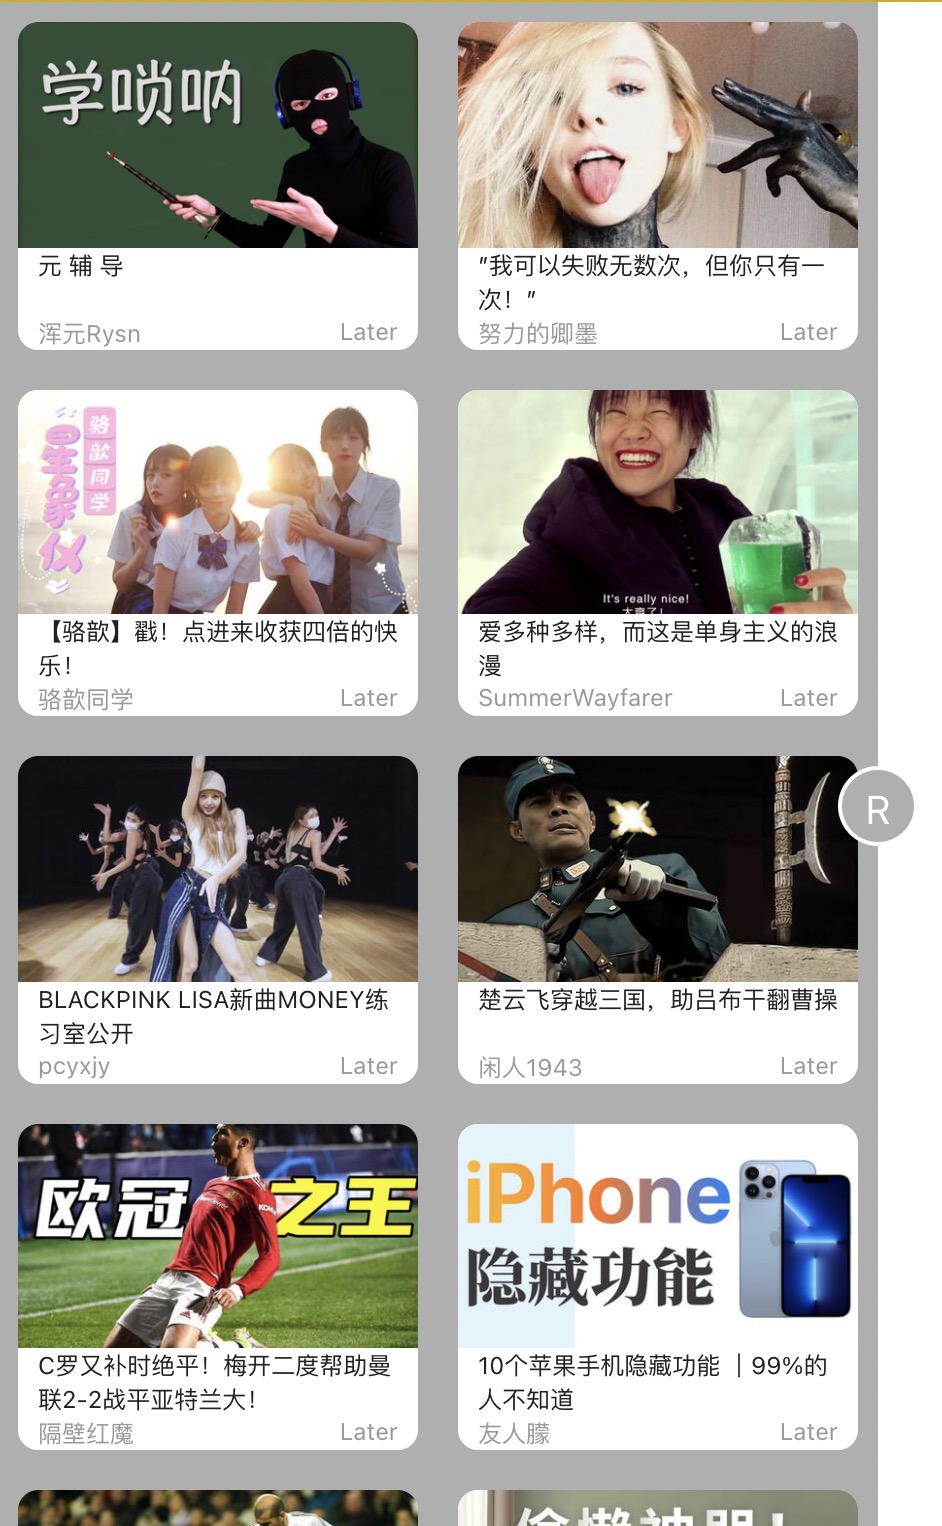 学唢呐
元 辅 导
浑元Rysn
Later
"我可以失败无数次，但你只有一
次！"
努力的卿墨
Later
骆歆同学
星象仪
【骆歆】戳！点进来收获四倍的快
乐！
骆歆同学
Later
It's really nice!
太喜了！
爱多种多样，而这是单身主义的浪
漫
SummerWayfarer
Later
BLACKPINK LISA新曲MONEY练
习室公开
pcyxjy
Later
楚云飞穿越三国，助吕布干翻曹操
闲人1943
Later
R
欧冠之王
C罗又补时绝平！梅开二度帮助曼
联2-2战平亚特兰大！
隔壁红魔
Later
iPhone
隐藏功能
10个苹果手机隐藏功能 ｜99%的
人不知道
友人朦
Later
偷懒神器！